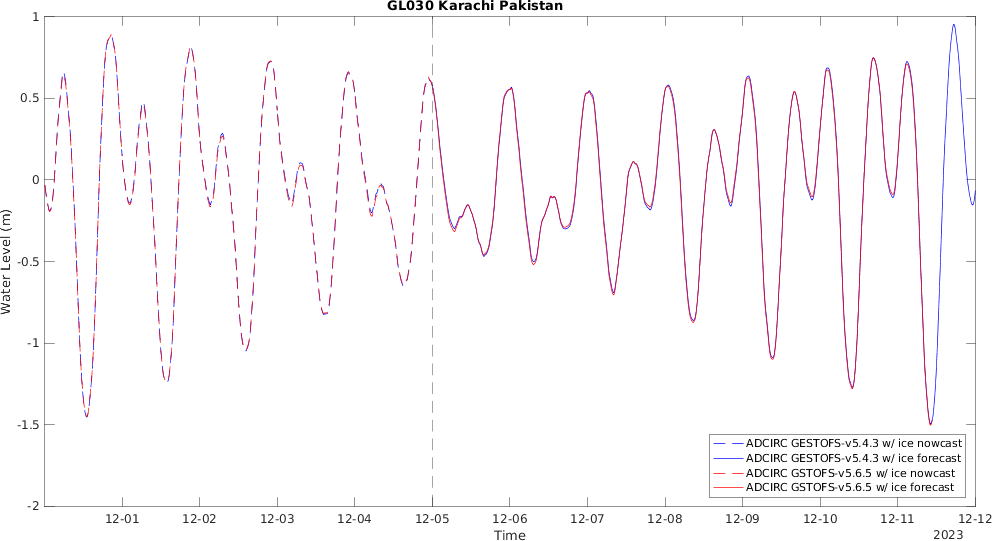 GL030 Karachi Pakistan
1
0.5
0
-0.5
-1
-1.5
-2
Water Level (m)
ADCIRC GESTOFS-v5.4.3 w/ ice nowcast
ADCIRC GESTOFS-v5.4.3 w/ ice forecast
ADCIRC GSTOFS-v5.6.5 w/ ice nowcast
ADCIRC GSTOFS-v5.6.5 w/ ice forecast
12-01 12-02 12-03 12-04 12-05 12-06 12-07 12-08 12-09 12-10 12-11 12-12
Time
2023